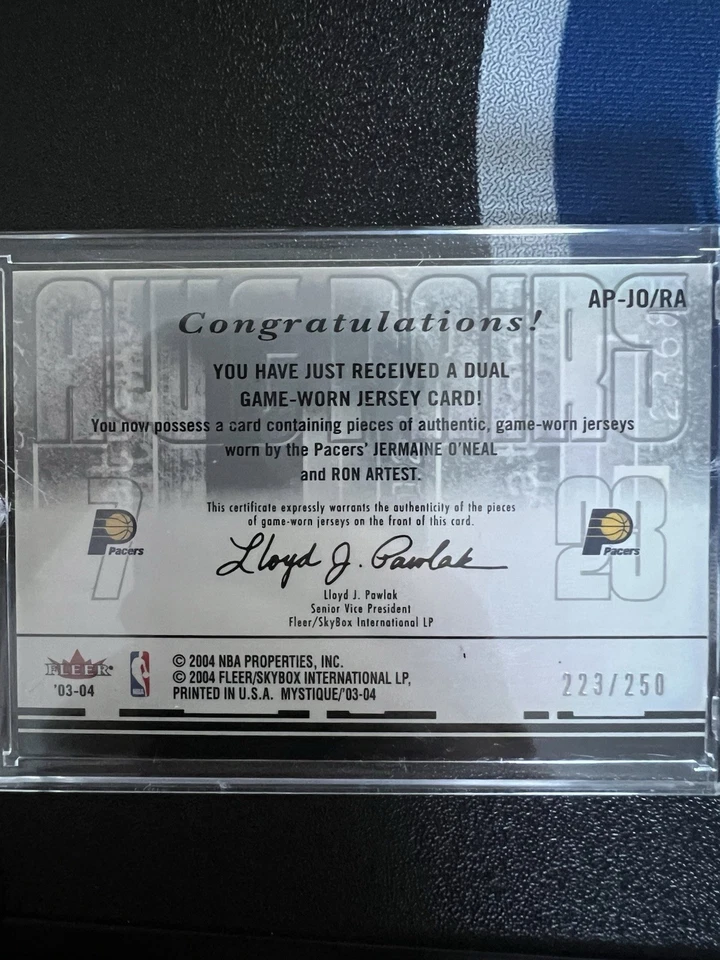 AWE PAIRS
AP-JO/RA
Congratulations!
YOU HAVE JUST RECEIVED A DUAL
GAME-WORN JERSEY CARD!
You now possess a card containing pieces of authentic, game-worn jerseys
worn by the Pacers' JERMAINE O'NEAL
and RON ARTEST.
This certificate expressly warrants the authenticity of the pieces
of game-worn jerseys on the front of this card.
7
Pacers
23
Pacers
Lloyd J. Pawlak
Lloyd J. Pawlak
Senior Vice President
Fleer/SkyBox International LP
FLEER
'03-04
© 2004 NBA PROPERTIES, INC.
© 2004 FLEER/SKYBOX INTERNATIONAL LP,
PRINTED IN U.S.A. MYSTIQUE/'03-04
223/250